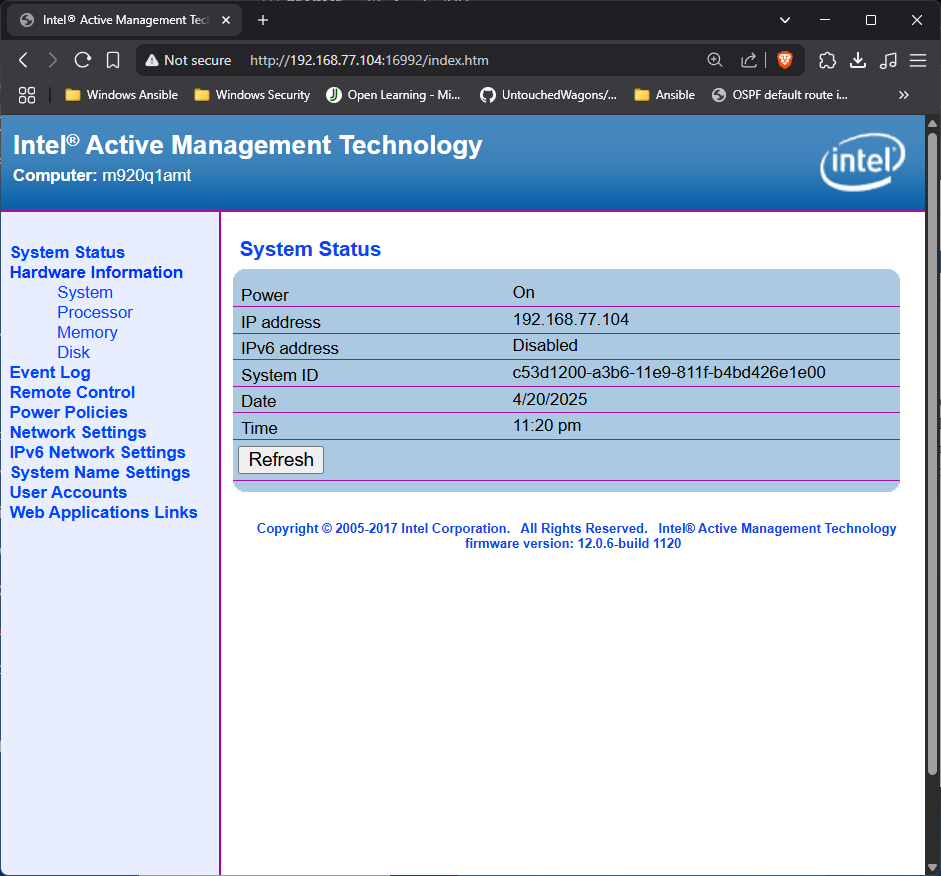 Intel® Active Management Tec
Not secure http://192.168.77.104:16992/index.htm
Windows Ansible Windows Security Open Learning - Mi... UntouchedWagons/... Ansible OSPF default route i... »
Intel® Active Management Technology
Computer: m920q1amt
intel
System Status
Hardware Information
System
Processor
Memory
Disk
Event Log
Remote Control
Power Policies
Network Settings
IPv6 Network Settings
System Name Settings
User Accounts
Web Applications Links
System Status
Power On
IP address 192.168.77.104
IPv6 address Disabled
System ID c53d1200-a3b6-11e9-811f-b4bd426e1e00
Date 4/20/2025
Time 11:20 pm
Refresh
Copyright © 2005-2017 Intel Corporation. All Rights Reserved. Intel® Active Management Technology
firmware version: 12.0.6-build 1120